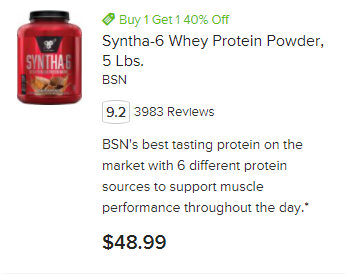 Buy 1 Get 1 40% Off
Syntha-6 Whey Protein Powder,
5 Lbs.
BSN
9.2 3983 Reviews
BSN's best tasting protein on the
market with 6 different protein
sources to support muscle
performance throughout the day.*
$48.99
BSN
SYNTHA-6